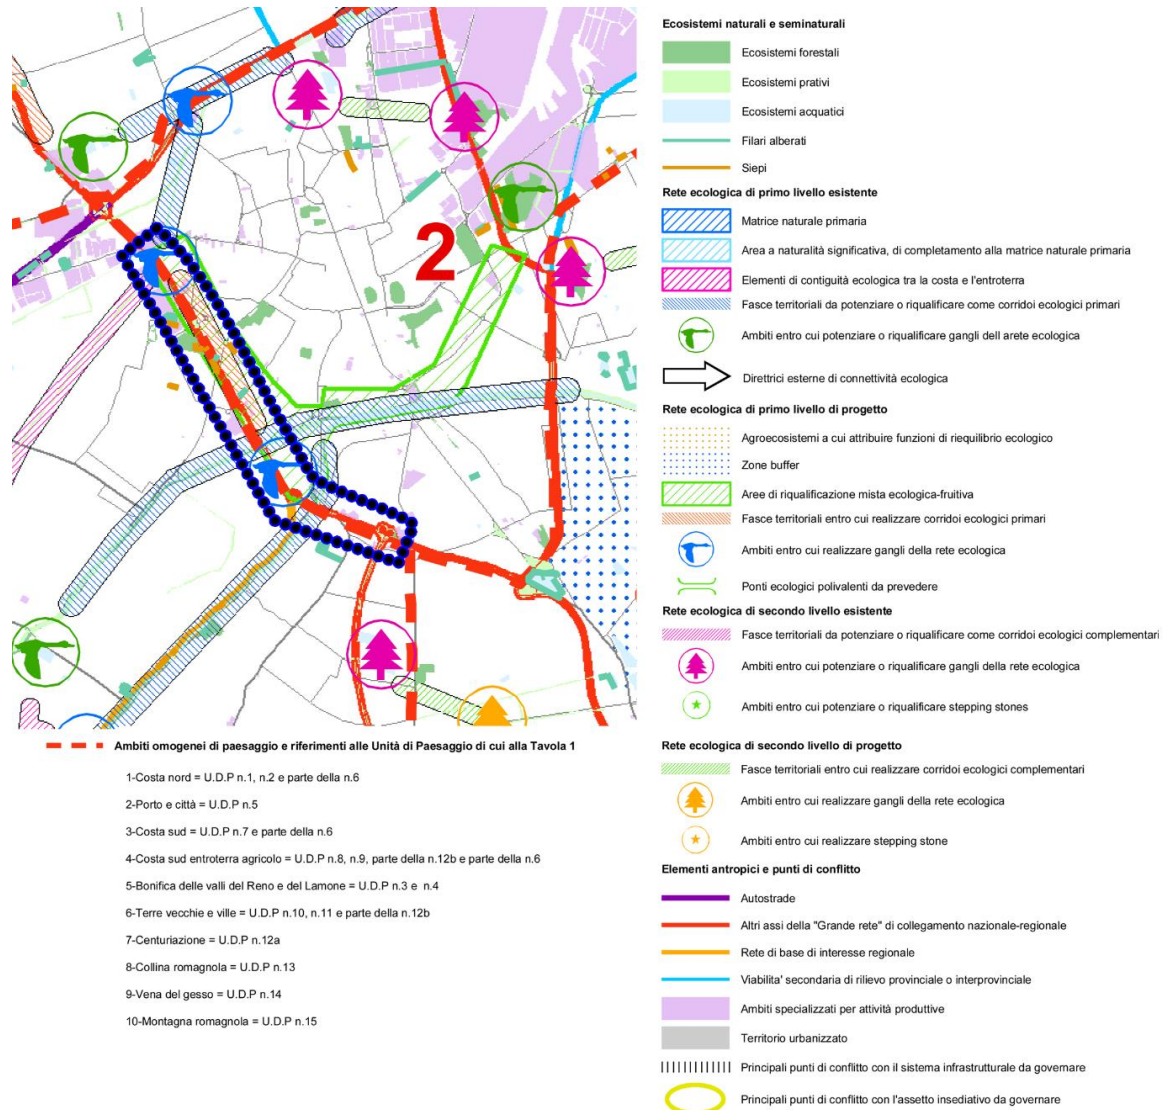 2
Ambiti omogenei di paesaggio e riferimenti alle Unità di Paesaggio di cui alla Tavola 1
1-Costa nord = U.D.P n.1, n.2 e parte della n.6
2-Porto e città = U.D.P n.5
3-Costa sud = U.D.P n.7 e parte della n.6
4-Costa sud entroterra agricolo = U.D.P n.8, n.9, parte della n.12b e parte della n.6
5-Bonifica delle valli del Reno e del Lamone = U.D.P n.3 e n.4
6-Terre vecchie e ville = U.D.P n.10, n.11 e parte della n.12b
7-Centuriazione = U.D.P n.12a
8-Collina romagnola = U.D.P n.13
9-Vena del gesso = U.D.P n.14
10-Montagna romagnola = U.D.P n.15
Ecosistemi naturali e seminaturali
Ecosistemi forestali
Ecosistemi prativi
Ecosistemi acquatici
Filari alberati
Siepi
Rete ecologica di primo livello esistente
Matrice naturale primaria
Area a naturalità significativa, di completamento alla matrice naturale primaria
Elementi di contiguità ecologica tra la costa e l'entroterra
Fasce territoriali da potenziare o riqualificare come corridoi ecologici primari
Ambiti entro cui potenziare o riqualificare gangli dell arete ecologica
Direttrici esterne di connettività ecologica
Rete ecologica di primo livello di progetto
Agroecosistemi a cui attribuire funzioni di riequilibrio ecologico
Zone buffer
Aree di riqualificazione mista ecologica-fruitiva
Fasce territoriali entro cui realizzare corridoi ecologici primari
Ambiti entro cui realizzare gangli della rete ecologica
Ponti ecologici polivalenti da prevedere
Rete ecologica di secondo livello esistente
Fasce territoriali da potenziare o riqualificare come corridoi ecologici complementari
Ambiti entro cui potenziare o riqualificare gangli della rete ecologica
Ambiti entro cui potenziare o riqualificare stepping stones
Rete ecologica di secondo livello di progetto
Fasce territoriali entro cui realizzare corridoi ecologici complementari
Ambiti entro cui realizzare gangli della rete ecologica
Ambiti entro cui realizzare stepping stone
Elementi antropici e punti di conflitto
Autostrade
Altri assi della "Grande rete" di collegamento nazionale-regionale
Rete di base di interesse regionale
Viabilita' secondaria di rilievo provinciale o interprovinciale
Ambiti specializzati per attività produttive
Territorio urbanizzato
Principali punti di conflitto con il sistema infrastrutturale da governare
Principali punti di conflitto con l'assetto insediativo da governare